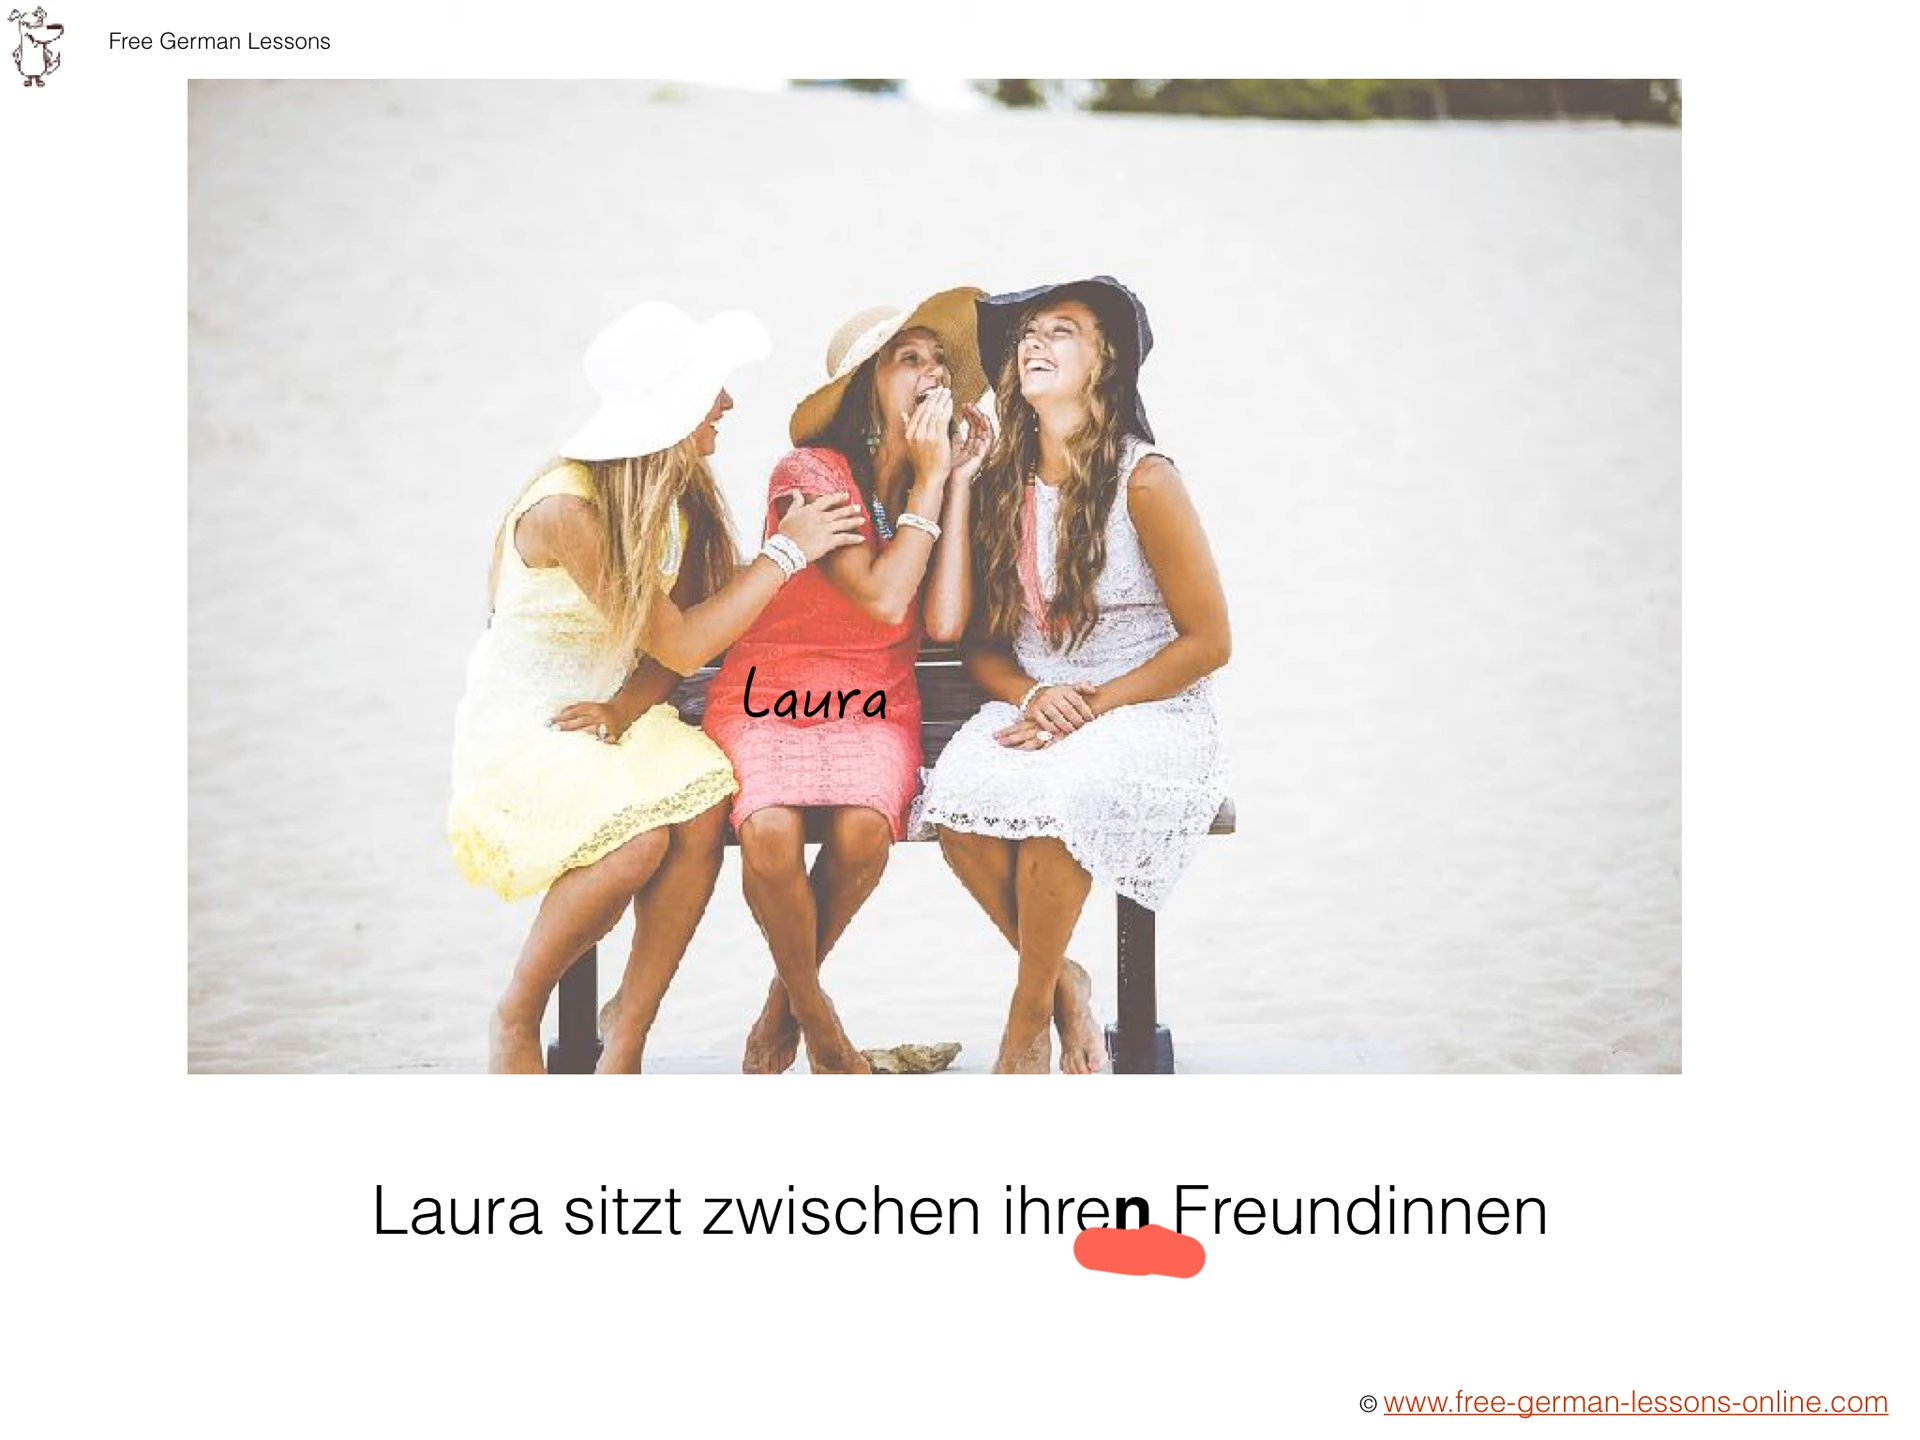 Free German Lessons
Laura
Laura sitzt zwischen ihren Freundinnen
© www.free-german-lessons-online.com